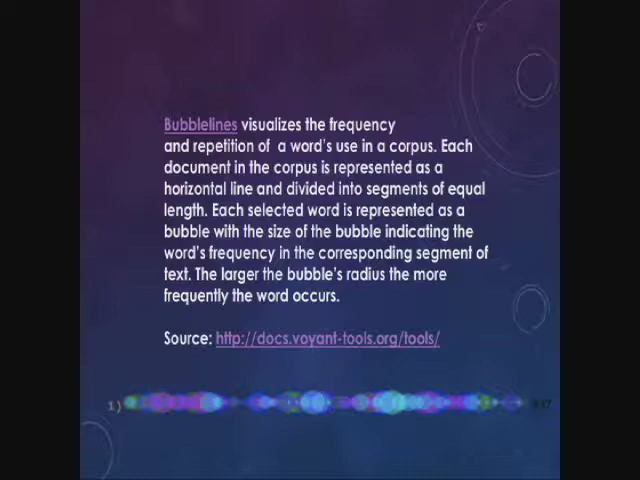 Bubblelines visualizes the frequency
and repetition of a word's use in a corpus. Each
document in the corpus is represented as a
horizontal line and divided into segments of equal
length. Each selected word is represented as a
bubble with the size of the bubble indicating the
word's frequency in the corresponding segment of
text. The larger the bubble's radius the more
frequently the word occurs.
Source: http://docs.voyant-tools.org/tools/
1)